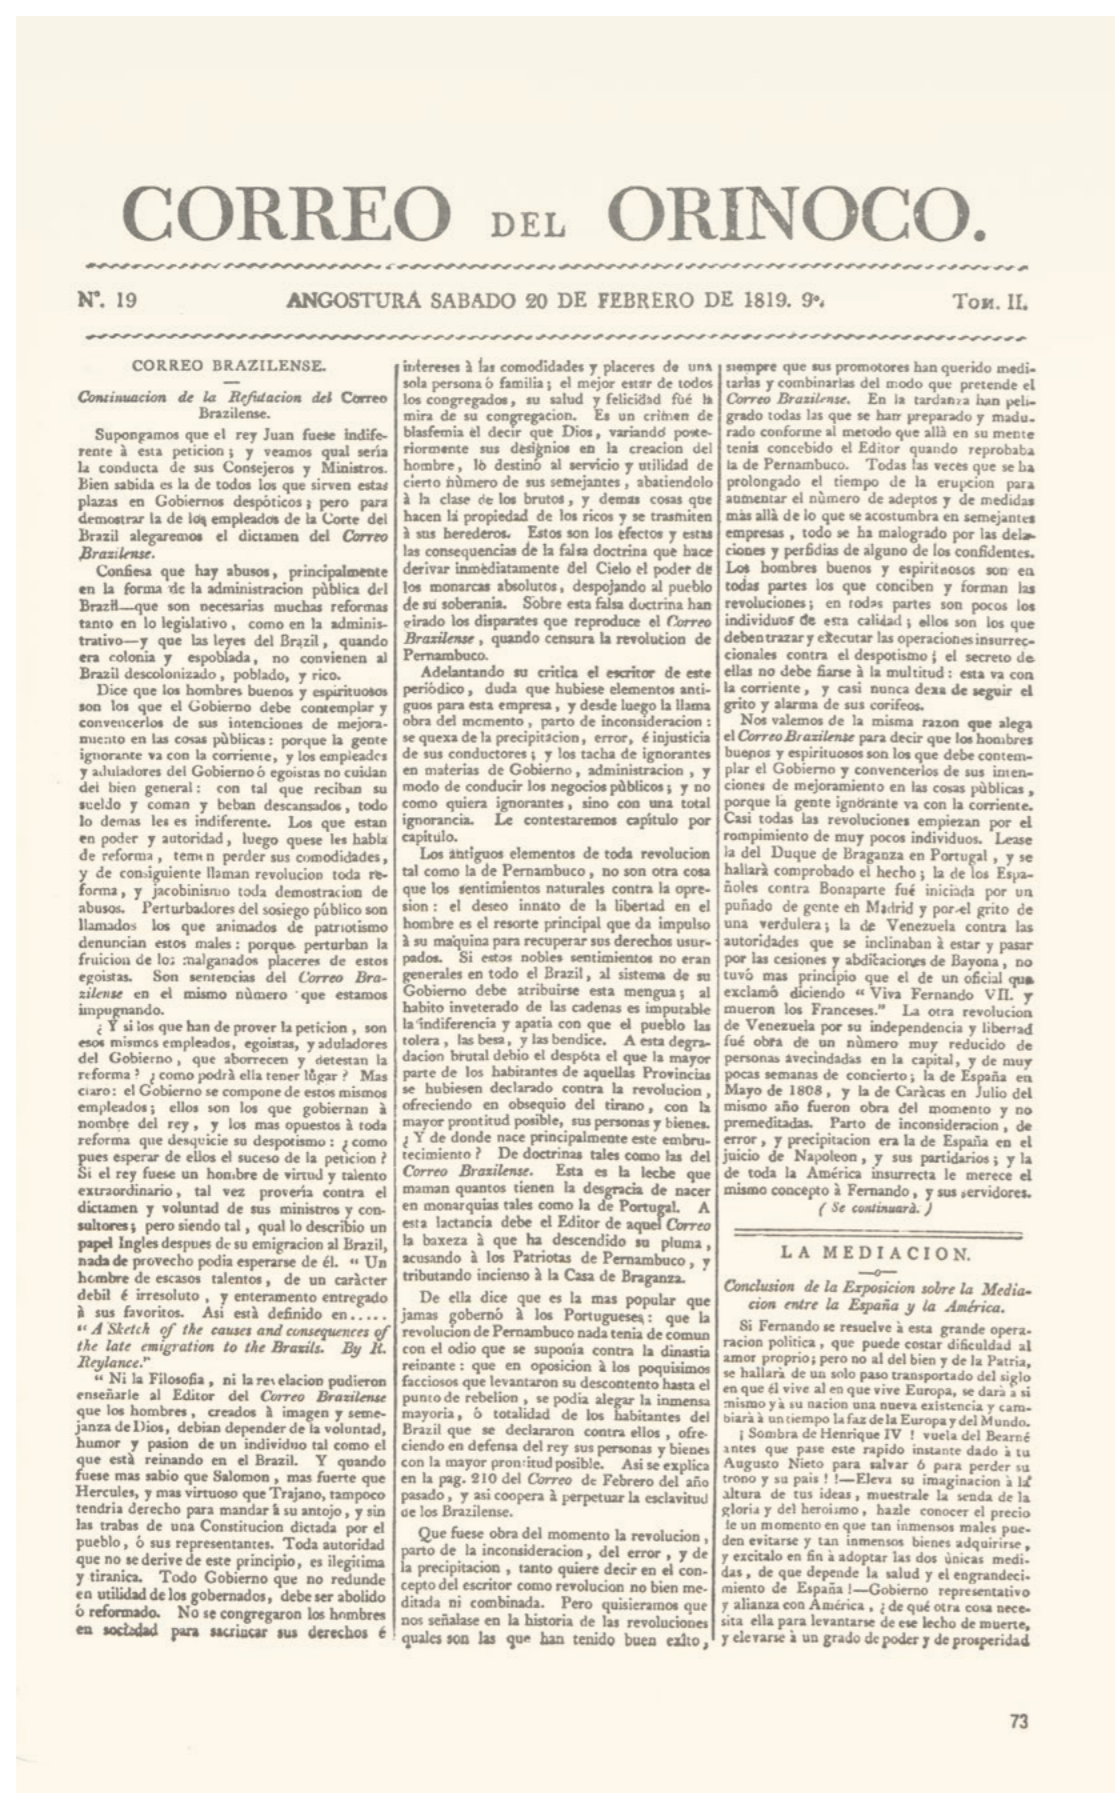 CORREO DEL ORINOCO.
Nº. 19
ANGOSTURA SABADO 20 DE FEBRERO DE 1819. 9º.
TOM. II.
CORREO BRAZILENSE.
Continuacion de la Refutacion del Correo
Brazilense.
Supongamos que el rey Juan fuese indife-
rente à esta peticion; y veamos qual sería
la conducta de sus Consejeros y Ministros.
Bien sabida es la de todos los que sirven estas
plazas en Gobiernos despòticos; pero para
demostrar la de los empleados de la Corte del
Brazil alegaremos el dictamen del Correo
Brazilense.
Confiesa que hay abusos, principalmente
en la forma de la administracion pùblica del
Brazil—que son necesarias muchas reformas
tanto en lo legislativo, como en la adminis-
trativo—y que las leyes del Brazil, quando
era colonia y espoblada, no convienen al
Brazil descolonizado, poblado, y rico.
Dice que los hombres buenos y espirituosos
son los que el Gobierno debe contemplar y
convencerlos de sus intenciones de mejora-
miento en las cosas pùblicas: porque la gente
ignorante va con la corriente, y los empleados
y aduladores del Gobierno ó egoistas no cuidan
del bien general: con tal que reciban su
sueldo y coman y beban descansados, todo
lo demas les es indiferente. Los que estan
en poder y autoridad, luego quese les habla
de reforma, temen perder sus comodidades,
y de consiguiente llaman revolucion toda re-
forma, y jacobinismo toda demostracion de
abusos. Perturbadores del sosiego pùblico son
llamados los que animados de patriotismo
denuncian estos males: porque perturban la
fruicion de los malganados placeres de estos
egoistas. Son sentencias del Correo Bra-
zilense en el mismo nùmero que estamos
impugnando.
¿ Y si los que han de prover la peticion, son
esos mismos empleados, egoistas, y aduladores
del Gobierno, que aborrecen y detestan la
reforma? ¿como podrà ella tener lùgar? Mas
claro: el Gobierno se compone de estos mismos
empleados; ellos son los que gobiernan à
nombre del rey, y los mas opuestos à toda
reforma que desquicie su despotismo: ¿como
pues esperar de ellos el suceso de la peticion?
Si el rey fuese un hombre de virtud y talento
extraordinario, tal vez provería contra el
dictamen y voluntad de sus ministros y con-
sultores; pero siendo tal, qual lo describio un
papel Ingles despues de su emigracion al Brazil,
nada de provecho podia esperarse de él. “ Un
hombre de escasos talentos, de un caràcter
debil é irresoluto, y enteramento entregado
à sus favoritos. Asi està definido en.....
“ A Sketch of the causes and consequences of
the late emigration to the Brazils. By R.
Reylance.”
“ Ni la Filosofia, ni la revelacion pudieron
enseñarle al Editor del Correo Brazilense
que los hombres, creados à imagen y seme-
janza de Dios, debian depender de la voluntad,
humor y pasion de un individuo tal como el
que està reinando en el Brazil. Y quando
fuese mas sabio que Salomon, mas fuerte que
Hercules, y mas virtuoso que Trajano, tampoco
tendria derecho para mandar à su antojo, y sin
las trabas de una Constitucion dictada por el
pueblo, ó sus representantes. Toda autoridad
que no se derive de este principio, es ilegitima
y tiranica. Todo Gobierno que no redunde
en utilidad de los gobernados, debe ser abolido
ò reformado. No se congregaron los hombres
en sociedad para sacrificar sus derechos é
intereses à las comodidades y placeres de una
sola persona ó familia; el mejor estar de todos
los congregados, su salud y felicidad fùé la
mira de su congregacion. Es un crimen de
blasfemia el decir que Dios, variando poste-
riormente sus designios en la creacion del
hombre, lò destinó al servicio y utilidad de
cierto nùmero de sus semejantes, abatiendolo
à la clase de los brutos, y demas cosas que
hacen la propiedad de los ricos y se trasmiten
à sus herederos. Estos son los efectos y estas
las consequencias de la falsa doctrina que hace
derivar inmediatamente del Cielo el poder de
los monarcas absolutos, despojando al pueblo
de su soberanía. Sobre esta falsa doctrina han
girado los disparates que reproduce el Correo
Brazilense, quando censura la revolution de
Pernambuco.
Adelantando su critica el escritor de este
periódico, duda que hubiese elementos anti-
guos para esta empresa, y desde luego la llama
obra del momento, parto de inconsideracion:
se quexa de la precipitacion, error, é injusticia
de sus conductores; y los tacha de ignorantes
en materias de Gobierno, administracion, y
modo de conducir los negocios pùblicos; y no
como quiera ignorantes, sino con una total
ignorancia. Le contestaremos capítulo por
capítulo.
Los antiguos elementos de toda revolucion
tal como la de Pernambuco, no son otra cosa
que los sentimientos naturales contra la opre-
sion: el deseo innato de la libertad en el
hombre es el resorte principal que da impulso
à su màquina para recuperar sus derechos usur-
pados. Si estos nobles sentimientos no eran
generales en todo el Brazil, al sistema de su
Gobierno debe atribuirse esta mengua; al
habito inveterado de las cadenas es imputable
la indiferencia y apatia con que el pueblo las
tolera, las besa, y las bendice. A esta degra-
dacion brutal debio el despóta el que la mayor
parte de los habitantes de aquellas Provincias
se hubiesen declarado contra la revolucion,
ofreciendo en obsequio del tirano, con la
mayor prontitud posible, sus personas y bienes.
¿ Y de donde nace principalmente este embru-
tecimiento? De doctrinas tales como las del
Correo Brazilense. Esta es la leche que
maman quantos tienen la desgracia de nacer
en monarquias tales como la de Portugal. A
esta lactancia debe el Editor de aquel Correo
la baxeza à que ha descendido su pluma,
acusando à los Patriotas de Pernambuco, y
tributando incienso à la Casa de Braganza.
De ella dice que es la mas popular que
jamas gobernó à los Portugueses: que la
revolucion de Pernambuco nada tenia de comun
con el odio que se suponia contra la dinastia
reinante: que en oposicion à los poquisimos
facciosos que levantaron su descontento hasta el
punto de rebelion, se podia alegar la inmensa
mayoria, ó totalidad de los habitantes del
Brazil que se declararon contra ellos, ofre-
ciendo en defensa del rey sus personas y bienes
con la mayor prontitud posible. Asi se explica
en la pag. 210 del Correo de Febrero del año
pasado, y asi coopera à perpetuar la esclavitud
de los Brazilense.
Que fuese obra del momento la revolucion,
parto de la inconsideracion, del error, y de
la precipitacion, tanto quiere decir en el con-
cepto del escritor como revolucion no bien me-
ditada ni combinada. Pero quisieramos que
nos señalase en la historia de las revoluciones
quales son las que han tenido buen exito,
siempre que sus promotores han querido medi-
tarlas y combinarlas del modo que pretende el
Correo Brazilense. En la tardanza han peli-
grado todas las que se han preparado y madu-
rado conforme al metodo que allà en su mente
tenia concebido el Editor quando reprobaba
la de Pernambuco. Todas las veces que se ha
prolongado el tiempo de la erupcion para
aumentar el nùmero de adeptos y de medidas
màs allà de lo que se acostumbra en semejantes
empresas, todo se ha malogrado por las dela-
ciones y perfidias de alguno de los confidentes.
Los hombres buenos y espirituosos son en
todas partes los que conciben y forman las
revoluciones; en todas partes son pocos los
individuos de esta calidad; ellos son los que
deben trazar y executar las operaciones insurrec-
cionales contra el despotismo; el secreto de
ellas no debe fiarse à la multitud: esta va con
la corriente, y casi nunca dexa de seguir el
grito y alarma de sus corifeos.
Nos valemos de la misma razon que alega
el Correo Brazilense para decir que los hombres
buenos y espirituosos son los que debe contem-
plar el Gobierno y convencerlos de sus inten-
ciones de mejoramiento en las cosas pùblicas,
porque la gente ignorante va con la corriente.
Casi todas las revoluciones empiezan por el
rompimiento de muy pocos individuos. Lease
la del Duque de Braganza en Portugal, y se
hallarà comprobado el hecho; la de los Espa-
ñoles contra Bonaparte fué iniciada por un
puñado de gente en Madrid y por el grito de
una verdulera; la de Venezuela contra las
autoridades que se inclinaban à estar y pasar
por las cesiones y abdicaciones de Bayona, no
tuvó mas principio que el de un oficial que
exclamó diciendo “ Viva Fernando VII. y
mueron los Franceses.” La otra revolucion
de Venezuela por su independencia y libertad
fué obra de un nùmero muy reducido de
personas avecindadas en la capital, y de muy
pocas semanas de concierto; la de España en
Mayo de 1808, y la de Caràcas en Julio del
mismo año fueron obra del momento y no
premeditadas. Parto de inconsideracion, de
error, y precipitacion era la de España en el
juicio de Napoleon, y sus partidarios; y la
de toda la América insurrecta le merece el
mismo concepto à Fernando, y sus servidores.
( Se continuarà. )
LA MEDIACION.
Conclusion de la Exposicion sobre la Media-
cion entre la España y la América.
Si Fernando se resuelve à esta grande opera-
racion politica, que puede costar dificuldad al
amor proprio; pero no al del bien y de la Patria,
se hallarà de un solo paso transportado del siglo
en que él vive al en que vive Europa, se darà a si
mismo y à su nacion una nueva existencia y cam-
biarà à un tiempo la faz de la Europa y del Mundo.
¡ Sombra de Henrique IV ! vuela del Bearné
antes que pase este rapido instante dado à tu
Augusto Nieto para salvar ó para perder su
trono y su pais ! !—Eleva su imaginacion à la
altura de tus ideas, muestrale la senda de la
gloria y del heroismo, hazle conocer el precio
de un momento en que tan inmensos males pue-
den evitarse y tan inmensos bienes adquirirse,
y excitalo en fin à adoptar las dos únicas medi-
das, de que depende la salud y el engrandeci-
miento de España !—Gobierno representativo
y alianza con América, ¿ de qué otra cosa nece-
sita ella para levantarse de ese lecho de muerte,
y elevarse à un grado de poder y de prosperidad
73